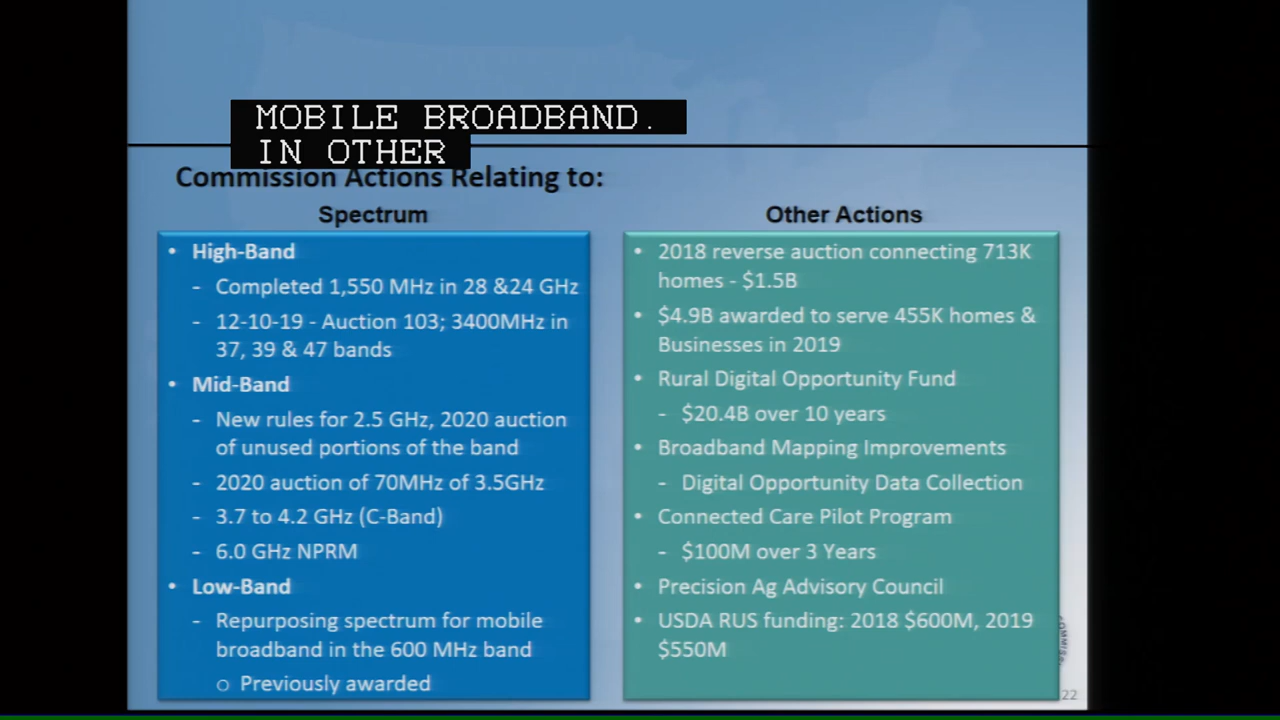 MOBILE BROADBAND.
IN OTHER
Commission Actions Relating to:
Spectrum
• High-Band
- Completed 1,550 MHz in 28 &24 GHz
- 12-10-19 - Auction 103; 3400MHz in
37, 39 & 47 bands
• Mid-Band
- New rules for 2.5 GHz, 2020 auction
of unused portions of the band
- 2020 auction of 70MHz of 3.5GHz
- 3.7 to 4.2 GHz (C-Band)
- 6.0 GHz NPRM
• Low-Band
- Repurposing spectrum for mobile
broadband in the 600 MHz band
o Previously awarded
Other Actions
• 2018 reverse auction connecting 713K
homes - $1.5B
• $4.9B awarded to serve 455K homes &
Businesses in 2019
• Rural Digital Opportunity Fund
- $20.4B over 10 years
• Broadband Mapping Improvements
- Digital Opportunity Data Collection
• Connected Care Pilot Program
- $100M over 3 Years
• Precision Ag Advisory Council
• USDA RUS funding: 2018 $600M, 2019
$550M
22